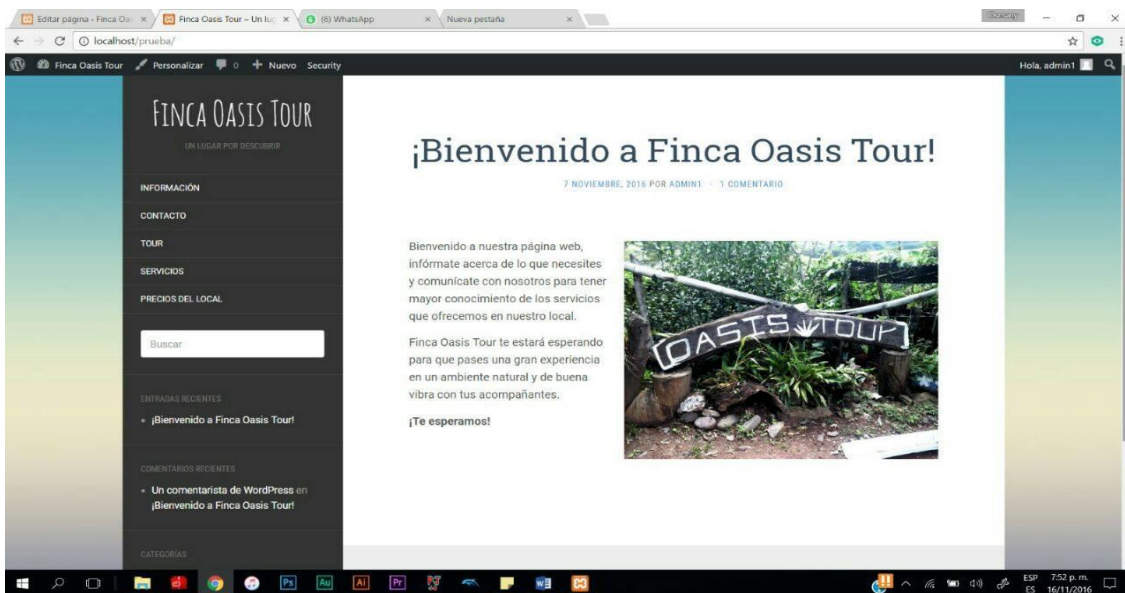 Editar página ‹ Finca Oa
Finca Oasis Tour – Un lug
(6) WhatsApp
Nueva pestaña
localhost/prueba/
Finca Oasis Tour
Personalizar
0
Nuevo
Security
Hola, admin1
FINCA OASIS TOUR
UN LUGAR POR DESCUBRIR
INFORMACIÓN
CONTACTO
TOUR
SERVICIOS
PRECIOS DEL LOCAL
Buscar
ENTRADAS RECIENTES
¡Bienvenido a Finca Oasis Tour!
COMENTARIOS RECIENTES
Un comentarista de WordPress en
¡Bienvenido a Finca Oasis Tour!
CATEGORÍAS
¡Bienvenido a Finca Oasis Tour!
7 NOVIEMBRE, 2016 POR ADMIN1 · 1 COMENTARIO
Bienvenido a nuestra página web,
infórmate acerca de lo que necesites
y comunícate con nosotros para tener
mayor conocimiento de los servicios
que ofrecemos en nuestro local.
Finca Oasis Tour te estará esperando
para que pases una gran experiencia
en un ambiente natural y de buena
vibra con tus acompañantes.
¡Te esperamos!
OASIS TOUR
Ps
Au
Ai
Pr
ESP
ES
7:52 p. m.
16/11/2016